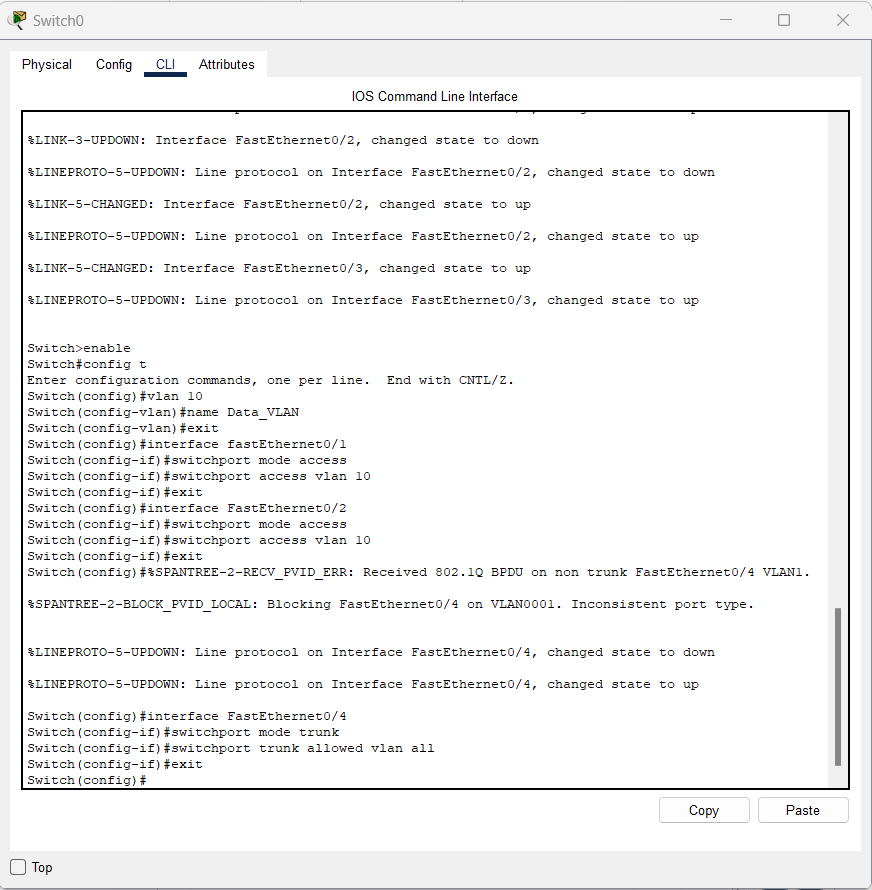 Switch0
Physical Config CLI Attributes
IOS Command Line Interface
%LINK-3-UPDOWN: Interface FastEthernet0/2, changed state to down
%LINEPROTO-5-UPDOWN: Line protocol on Interface FastEthernet0/2, changed state to down
%LINK-5-CHANGED: Interface FastEthernet0/2, changed state to up
%LINEPROTO-5-UPDOWN: Line protocol on Interface FastEthernet0/2, changed state to up
%LINK-5-CHANGED: Interface FastEthernet0/3, changed state to up
%LINEPROTO-5-UPDOWN: Line protocol on Interface FastEthernet0/3, changed state to up
Switch>enable
Switch#config t
Enter configuration commands, one per line.  End with CNTL/Z.
Switch(config)#vlan 10
Switch(config-vlan)#name Data_VLAN
Switch(config-vlan)#exit
Switch(config)#interface fastEthernet0/1
Switch(config-if)#switchport mode access
Switch(config-if)#switchport access vlan 10
Switch(config-if)#exit
Switch(config)#interface FastEthernet0/2
Switch(config-if)#switchport mode access
Switch(config-if)#switchport access vlan 10
Switch(config-if)#exit
Switch(config)#%SPANTREE-2-RECV_PVID_ERR: Received 802.1Q BPDU on non trunk FastEthernet0/4 VLAN1.
%SPANTREE-2-BLOCK_PVID_LOCAL: Blocking FastEthernet0/4 on VLAN0001. Inconsistent port type.
%LINEPROTO-5-UPDOWN: Line protocol on Interface FastEthernet0/4, changed state to down
%LINEPROTO-5-UPDOWN: Line protocol on Interface FastEthernet0/4, changed state to up
Switch(config)#interface FastEthernet0/4
Switch(config-if)#switchport mode trunk
Switch(config-if)#switchport trunk allowed vlan all
Switch(config-if)#exit
Switch(config)#
Copy Paste
Top